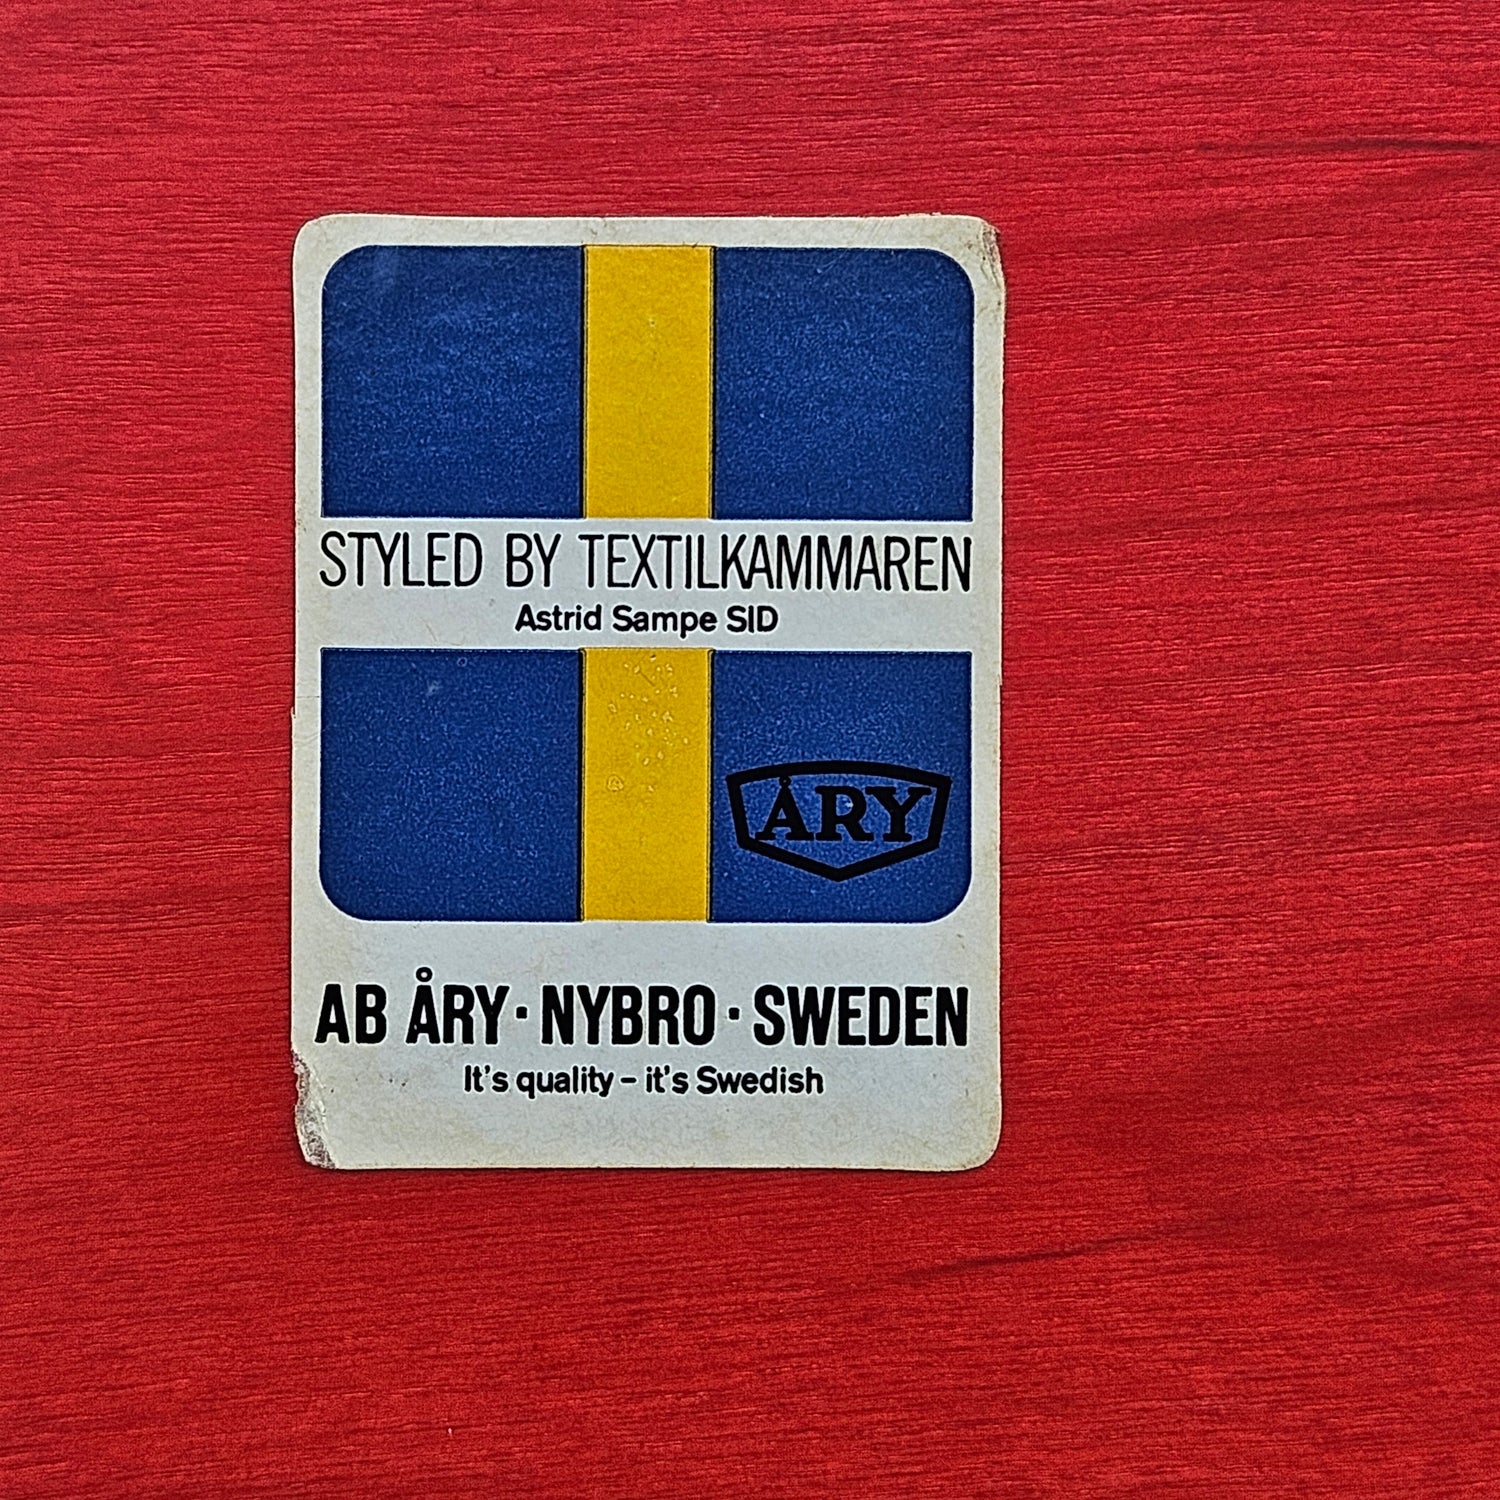 STYLED BY TEXTILKAMMAREN
Astrid Sampe SID
ÅRY
AB ÅRY · NYBRO · SWEDEN
It's quality – it's Swedish